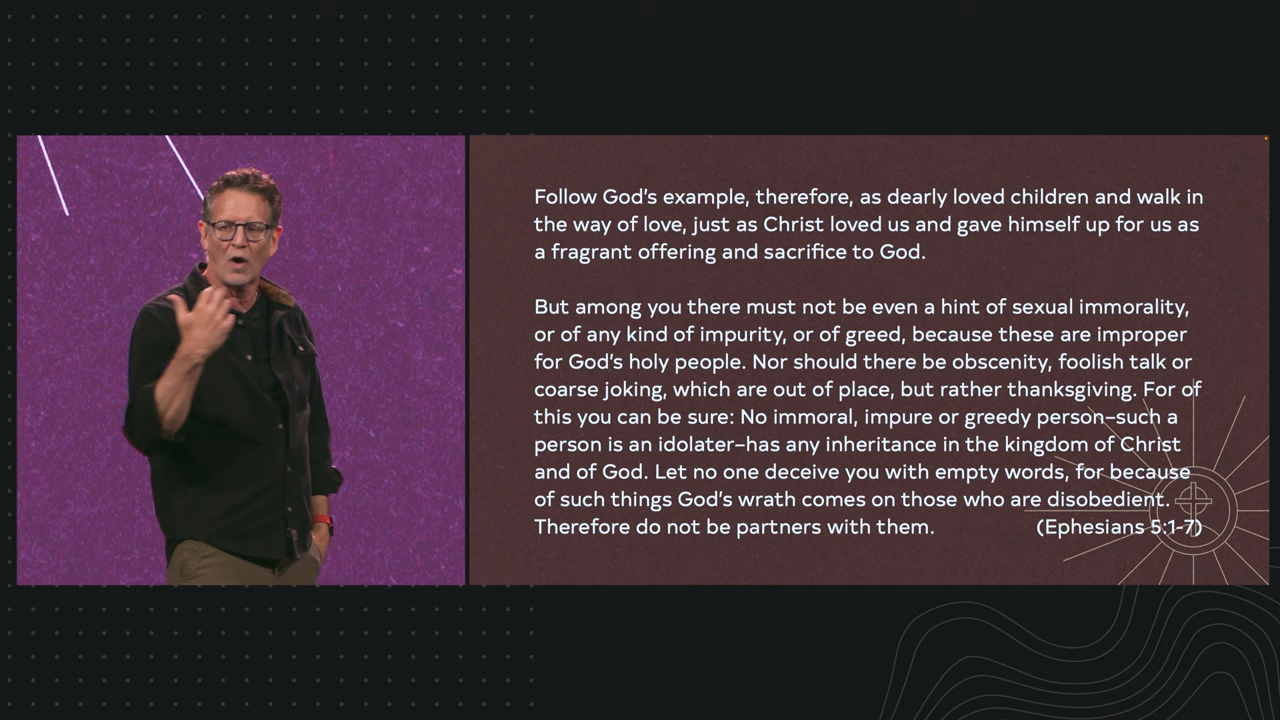 Follow God's example, therefore, as dearly loved children and walk in
the way of love, just as Christ loved us and gave himself up for us as
a fragrant offering and sacrifice to God.
But among you there must not be even a hint of sexual immorality,
or of any kind of impurity, or of greed, because these are improper
for God's holy people. Nor should there be obscenity, foolish talk or
coarse joking, which are out of place, but rather thanksgiving. For of
this you can be sure: No immoral, impure or greedy person–such a
person is an idolater–has any inheritance in the kingdom of Christ
and of God. Let no one deceive you with empty words, for because
of such things God's wrath comes on those who are disobedient.
Therefore do not be partners with them. (Ephesians 5:1-7)